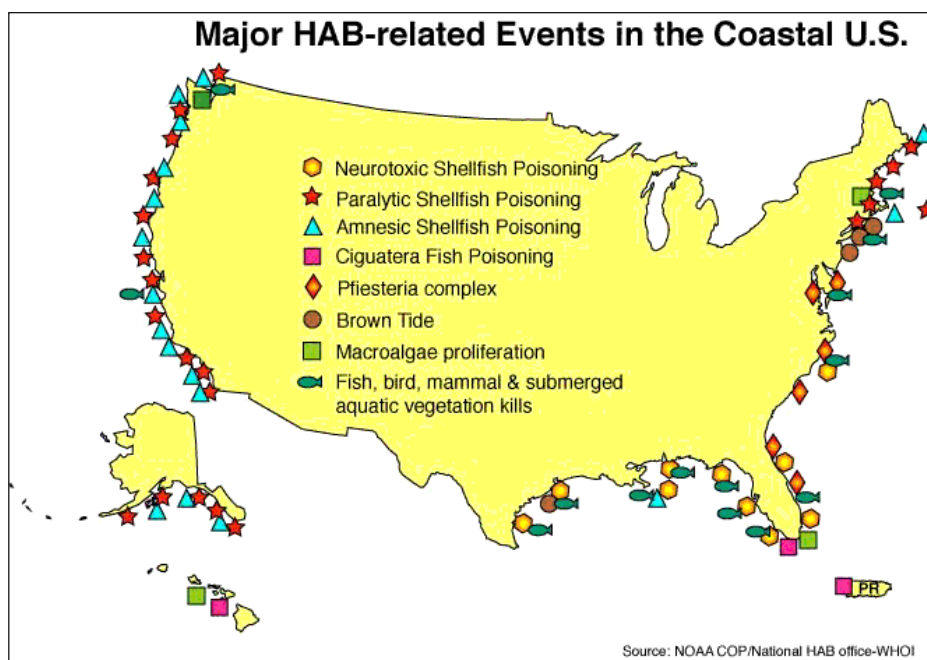 Major HAB-related Events in the Coastal U.S.
Neurotoxic Shellfish Poisoning
Paralytic Shellfish Poisoning
Amnesic Shellfish Poisoning
Ciguatera Fish Poisoning
Pfiesteria complex
Brown Tide
Macroalgae proliferation
Fish, bird, mammal & submerged
aquatic vegetation kills
PR
Source: NOAA COP/National HAB office-WHOI